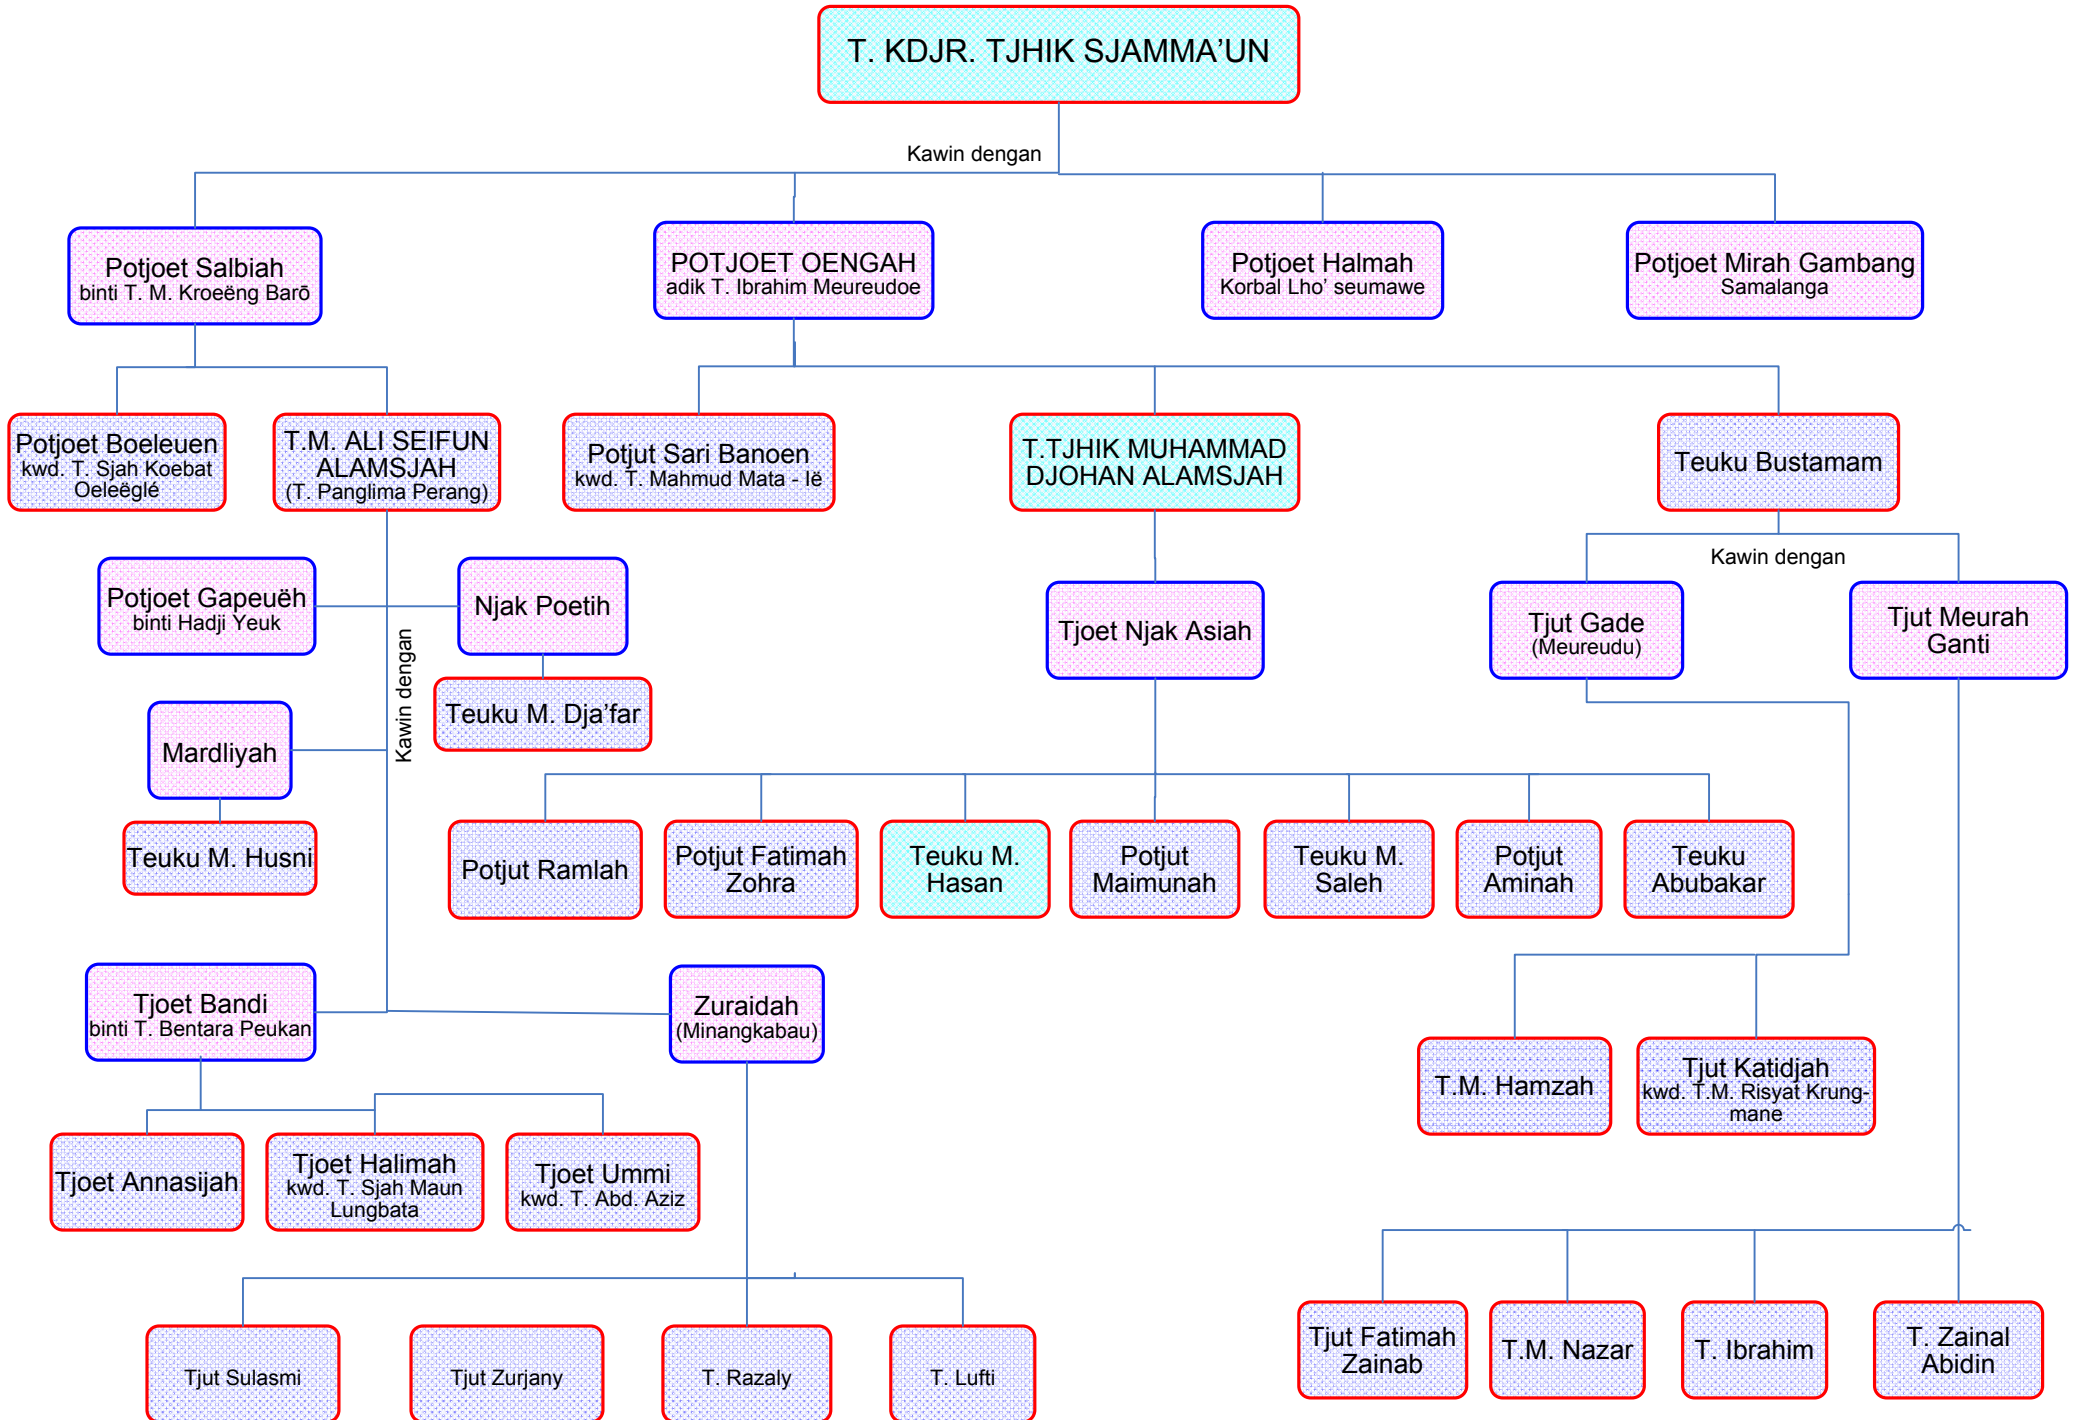 T. KDJR. TJHIK SJAMMA’UN
Kawin dengan
Potjoet Salbiah
binti T. M. Kroeëng Barō
POTJOET OENGAH
adik T. Ibrahim Meureudoe
Potjoet Halmah
Korbal Lho’ seumawe
Potjoet Mirah Gambang
Samalanga
Potjoet Boeleuen
kwd. T. Sjah Koebat
Oeleëglé
T.M. ALI SEIFUN
ALAMSJAH
(T. Panglima Perang)
Potjut Sari Banoen
kwd. T. Mahmud Mata - Ië
T.TJHIK MUHAMMAD
DJOHAN ALAMSJAH
Teuku Bustamam
Kawin dengan
Potjoet Gapeuëh
binti Hadji Yeuk
Njak Poetih
Kawin dengan
Tjoet Njak Asiah
Tjut Gade
(Meureudu)
Tjut Meurah
Ganti
Teuku M. Dja’far
Mardliyah
Teuku M. Husni
Potjut Ramlah
Potjut Fatimah
Zohra
Teuku M.
Hasan
Potjut
Maimunah
Teuku M.
Saleh
Potjut
Aminah
Teuku
Abubakar
Tjoet Bandi
binti T. Bentara Peukan
Zuraidah
(Minangkabau)
T.M. Hamzah
Tjut Katidjah
kwd. T.M. Risyat Krung-
mane
Tjoet Annasijah
Tjoet Halimah
kwd. T. Sjah Maun
Lungbata
Tjoet Ummi
kwd. T. Abd. Aziz
Tjut Sulasmi
Tjut Zurjany
T. Razaly
T. Lufti
Tjut Fatimah
Zainab
T.M. Nazar
T. Ibrahim
T. Zainal
Abidin